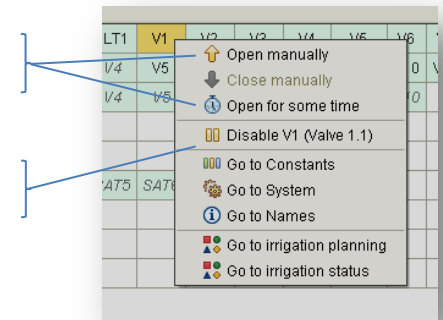 LT1 V1 V2 V3 V4 V5 V6
V4 V5 0
V4 V5 10
Open manually
Close manually
Open for some time
Disable V1 (Valve 1.1)
Go to Constants
Go to System
Go to Names
AT5 SAT6
Go to irrigation planning
Go to irrigation status